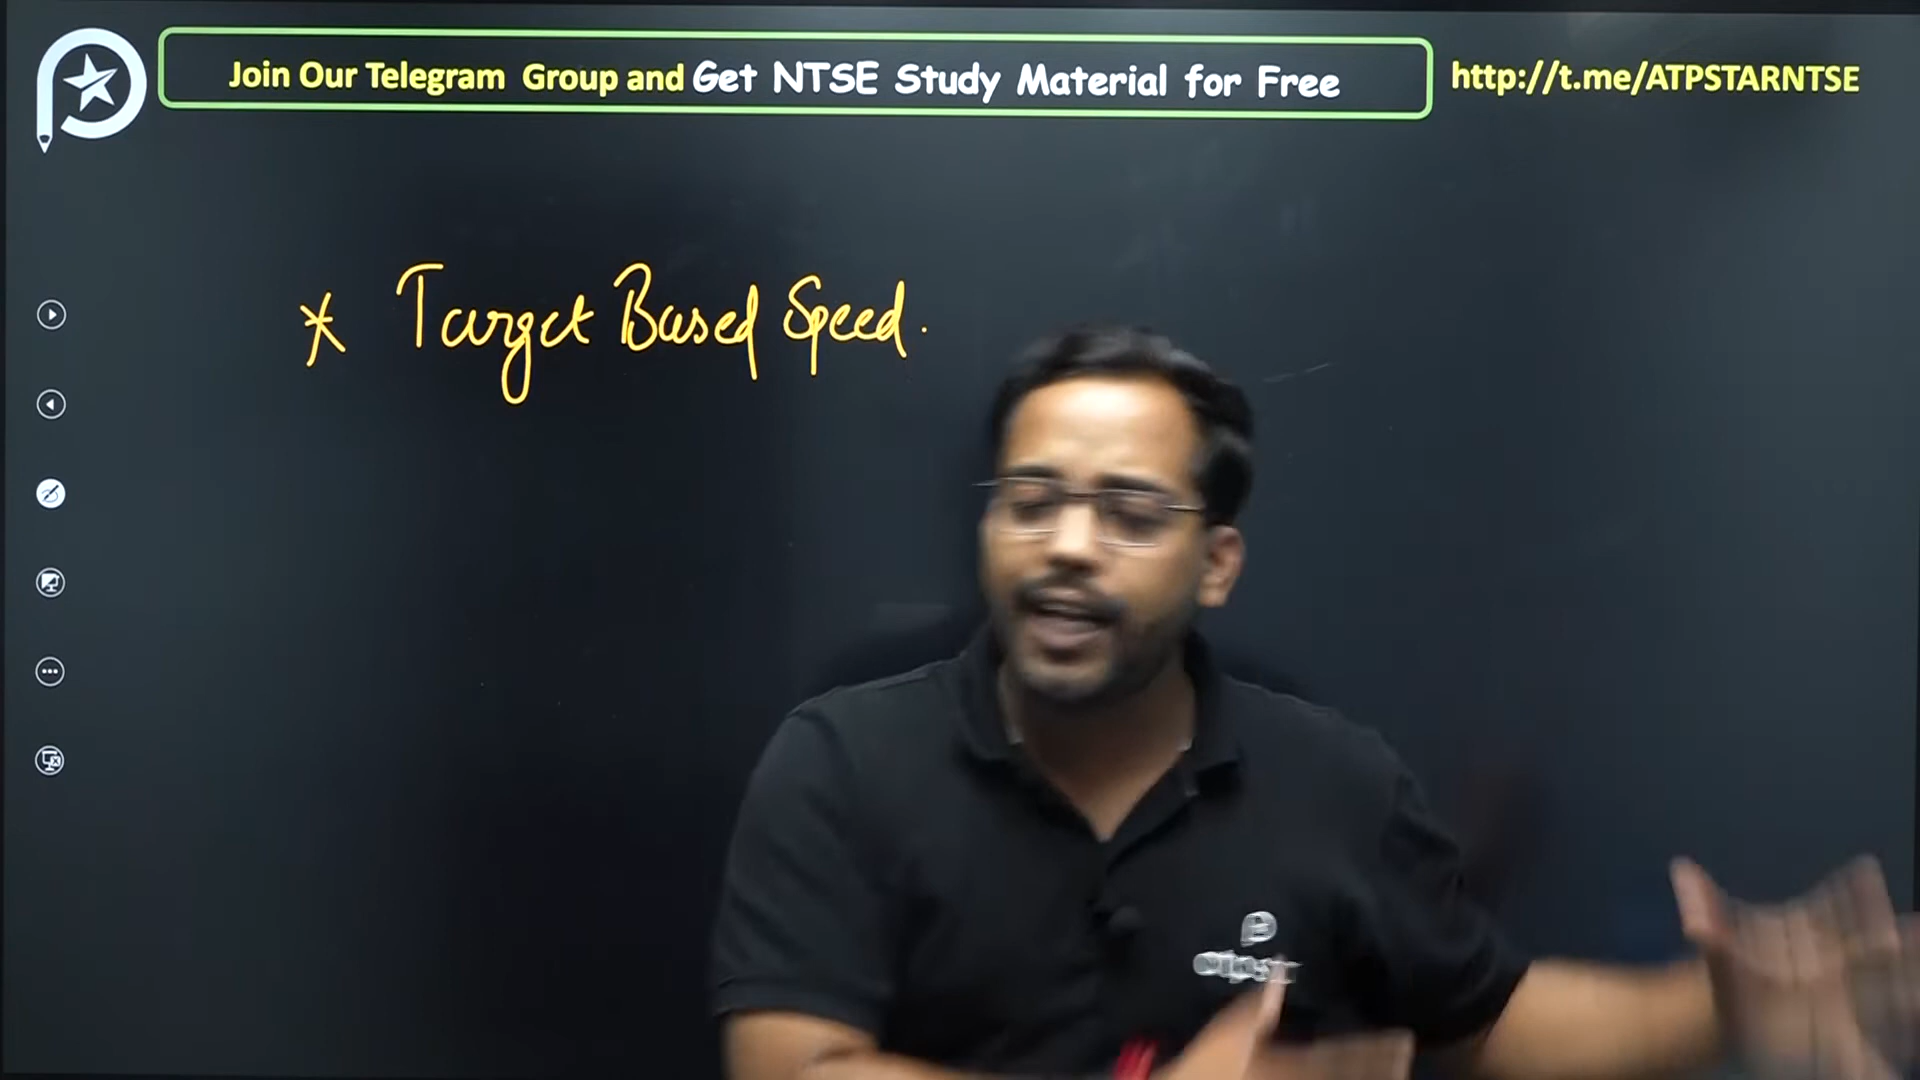 Join Our Telegram Group and Get NTSE Study Material for Free
http://t.me/ATPSTARNTSE
* Target Based Speed.